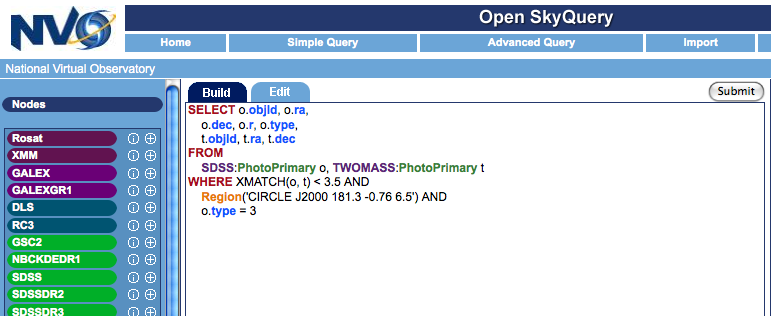 NVO
Open SkyQuery
Home Simple Query Advanced Query Import
National Virtual Observatory
Build Edit Submit
Nodes
SELECT o.objId, o.ra,
o.dec, o.r, o.type,
t.objId, t.ra, t.dec
FROM
SDSS:PhotoPrimary o, TWOMASS:PhotoPrimary t
WHERE XMATCH(o, t) < 3.5 AND
Region('CIRCLE J2000 181.3 -0.76 6.5') AND
o.type = 3
Rosat
XMM
GALEX
GALEXGR1
DLS
RC3
GSC2
NBCKDEDR1
SDSS
SDSSDR2
SDSSDR3